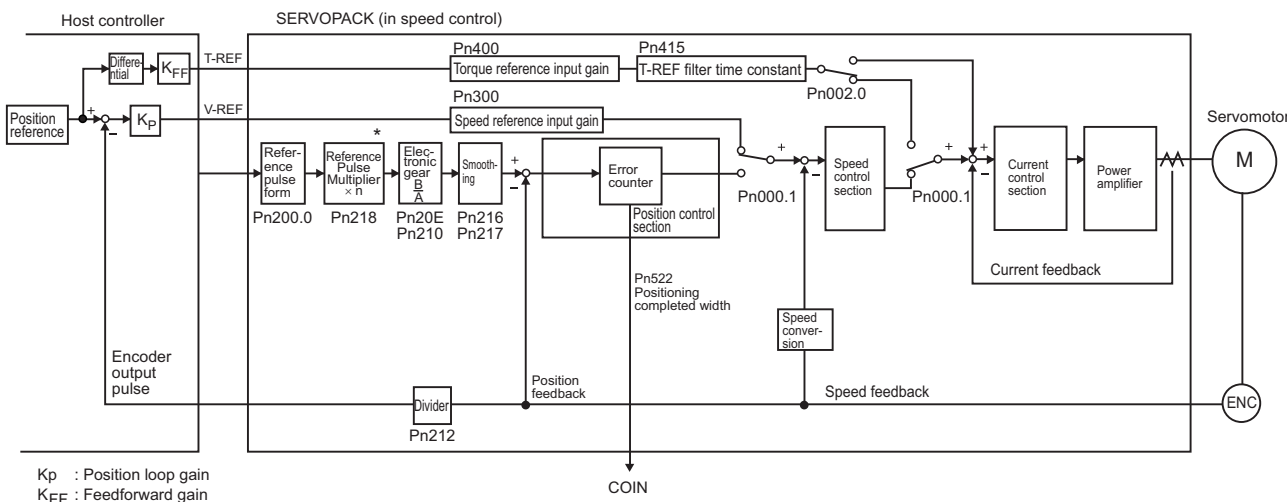 Host controller
SERVOPACK (in speed control)
Differe-
ntial
KFF
T-REF
Pn400
Torque reference input gain
Pn415
T-REF filter time constant
Pn002.0
Position
reference
+
−
KP
V-REF
Pn300
Speed reference input gain
Servomotor
M
*
Refer-
ence
pulse
form
Pn200.0
Reference
Pulse
Multiplier
× n
Pn218
Elec-
tronic
gear
B
A
Pn20E
Pn210
Smooth-
ing
Pn216
Pn217
+
−
Error
counter
Position control
section
Pn000.1
+
−
Speed
control
section
Pn000.1
+
+
−
Current
control
section
Power
amplifier
Current feedback
Pn522
Positioning
completed width
Speed
conver-
sion
Encoder
output
pulse
Divider
Pn212
Position
feedback
Speed feedback
ENC
COIN
Kp : Position loop gain
KFF : Feedforward gain